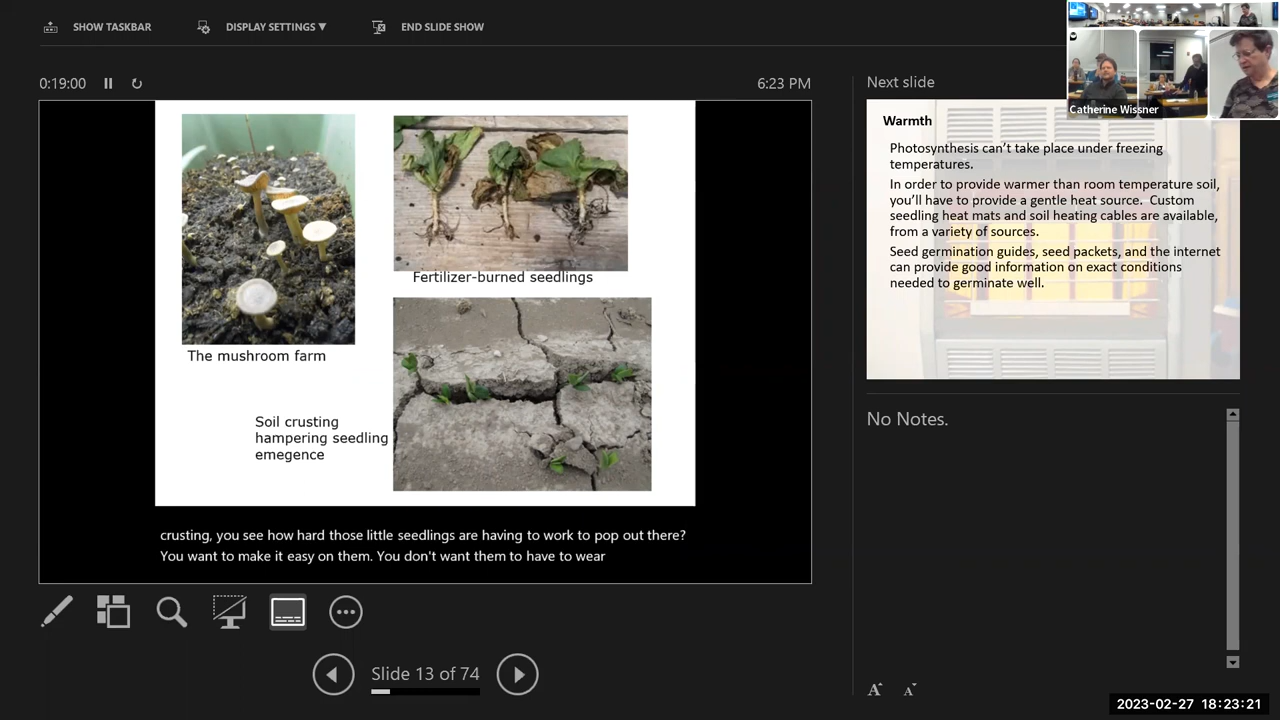 SHOW TASKBAR
DISPLAY SETTINGS ▼
END SLIDE SHOW
0:19:00
6:23 PM
The mushroom farm
Fertilizer-burned seedlings
Soil crusting
hampering seedling
emegence
crusting, you see how hard those little seedlings are having to work to pop out there?
You want to make it easy on them. You don't want them to have to wear
Slide 13 of 74
Next slide
Catherine Wissner
Warmth
Photosynthesis can't take place under freezing
temperatures.
In order to provide warmer than room temperature soil,
you'll have to provide a gentle heat source.  Custom
seedling heat mats and soil heating cables are available,
from a variety of sources.
Seed germination guides, seed packets, and the internet
can provide good information on exact conditions
needed to germinate well.
No Notes.
A A
2023-02-27 18:23:21